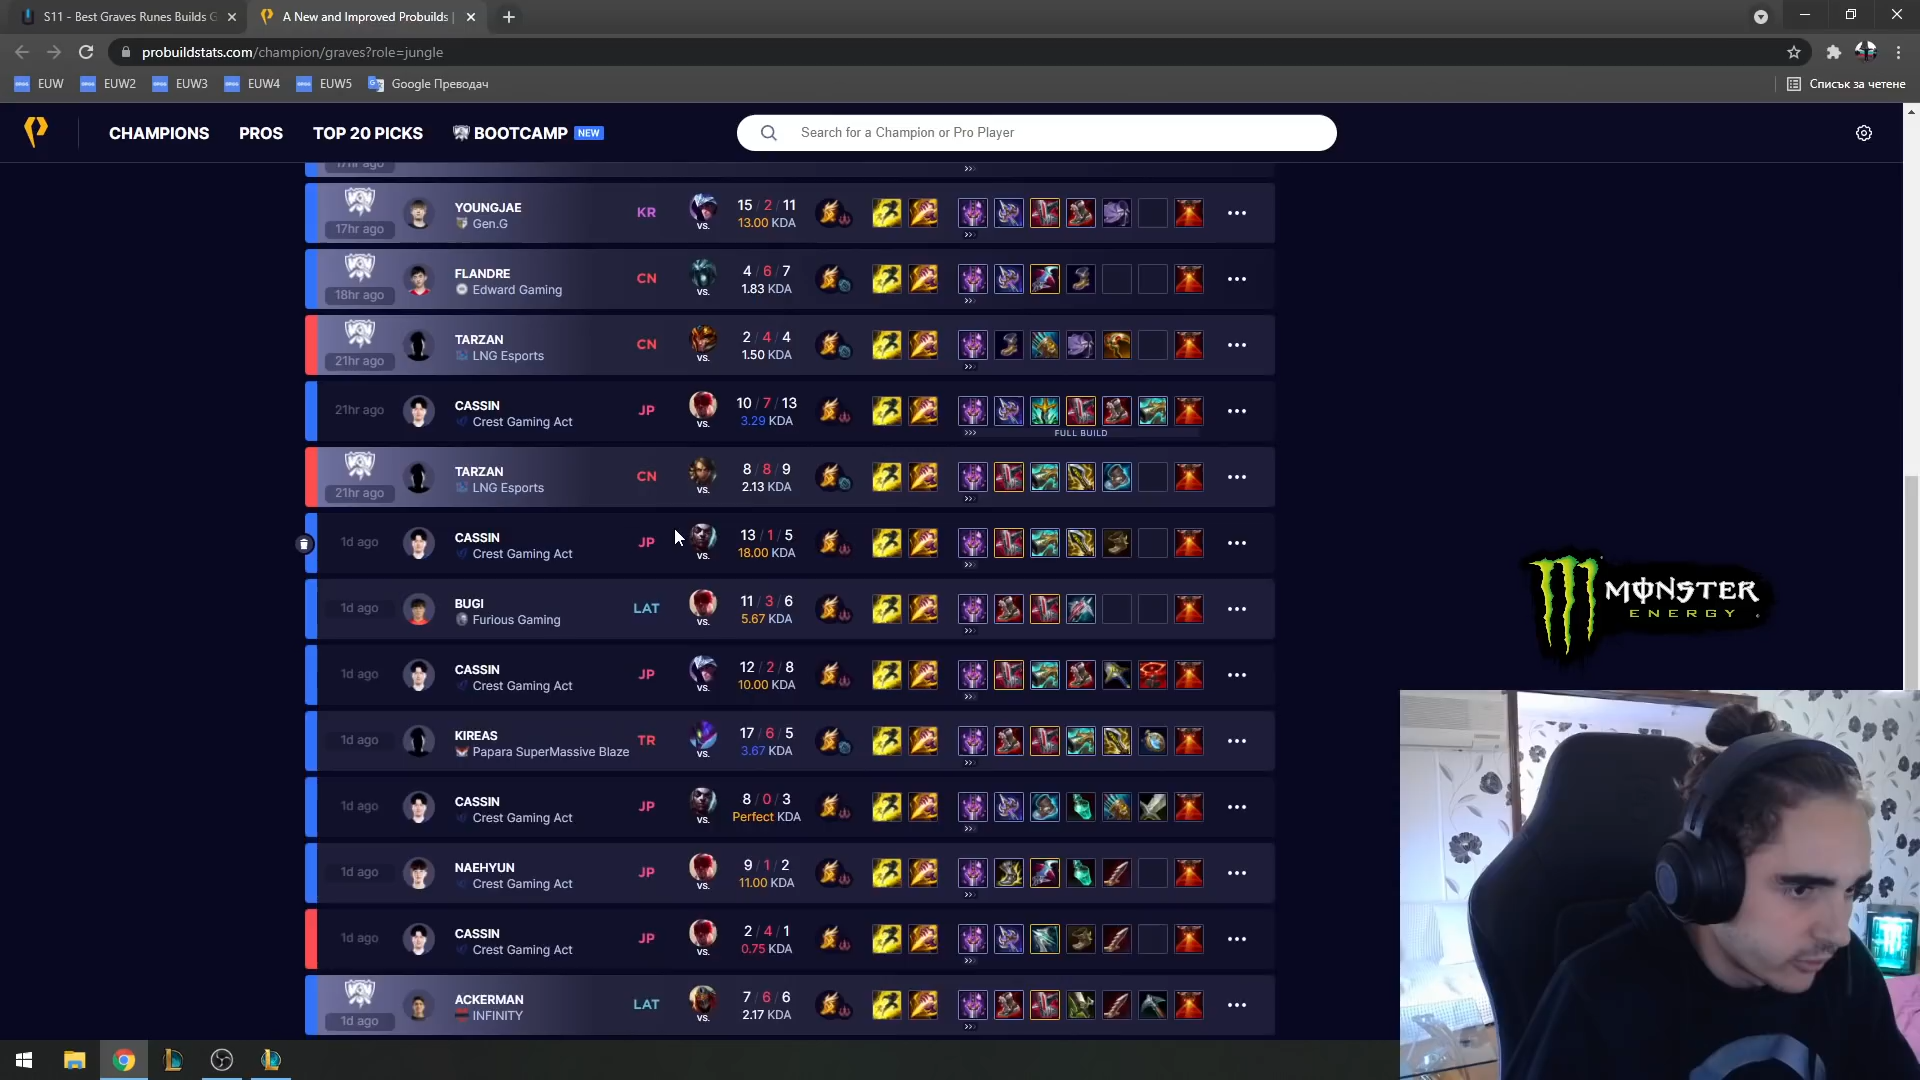 S11 - Best Graves Runes Builds G
A New and Improved Probuilds |
probuildstats.com/champion/graves?role=jungle
EUW
EUW2
EUW3
EUW4
EUW5
Google Преводач
Списък за четене
CHAMPIONS
PROS
TOP 20 PICKS
BOOTCAMP
NEW
Search for a Champion or Pro Player
17hr ago
YOUNGJAE
Gen.G
17hr ago
KR
vs.
15 / 2 / 11
13.00 KDA
FLANDRE
Edward Gaming
18hr ago
CN
vs.
4 / 6 / 7
1.83 KDA
TARZAN
LNG Esports
21hr ago
CN
vs.
2 / 4 / 4
1.50 KDA
21hr ago
CASSIN
Crest Gaming Act
JP
vs.
10 / 7 / 13
3.29 KDA
FULL BUILD
TARZAN
LNG Esports
21hr ago
CN
vs.
8 / 8 / 9
2.13 KDA
1d ago
CASSIN
Crest Gaming Act
JP
vs.
13 / 1 / 5
18.00 KDA
1d ago
BUGI
Furious Gaming
LAT
vs.
11 / 3 / 6
5.67 KDA
1d ago
CASSIN
Crest Gaming Act
JP
vs.
12 / 2 / 8
10.00 KDA
1d ago
KIREAS
Papara SuperMassive Blaze
TR
vs.
17 / 6 / 5
3.67 KDA
1d ago
CASSIN
Crest Gaming Act
JP
vs.
8 / 0 / 3
Perfect KDA
1d ago
NAEHYUN
Crest Gaming Act
JP
vs.
9 / 1 / 2
11.00 KDA
1d ago
CASSIN
Crest Gaming Act
JP
vs.
2 / 4 / 1
0.75 KDA
ACKERMAN
INFINITY
1d ago
LAT
vs.
7 / 6 / 6
2.17 KDA
MONSTER
ENERGY